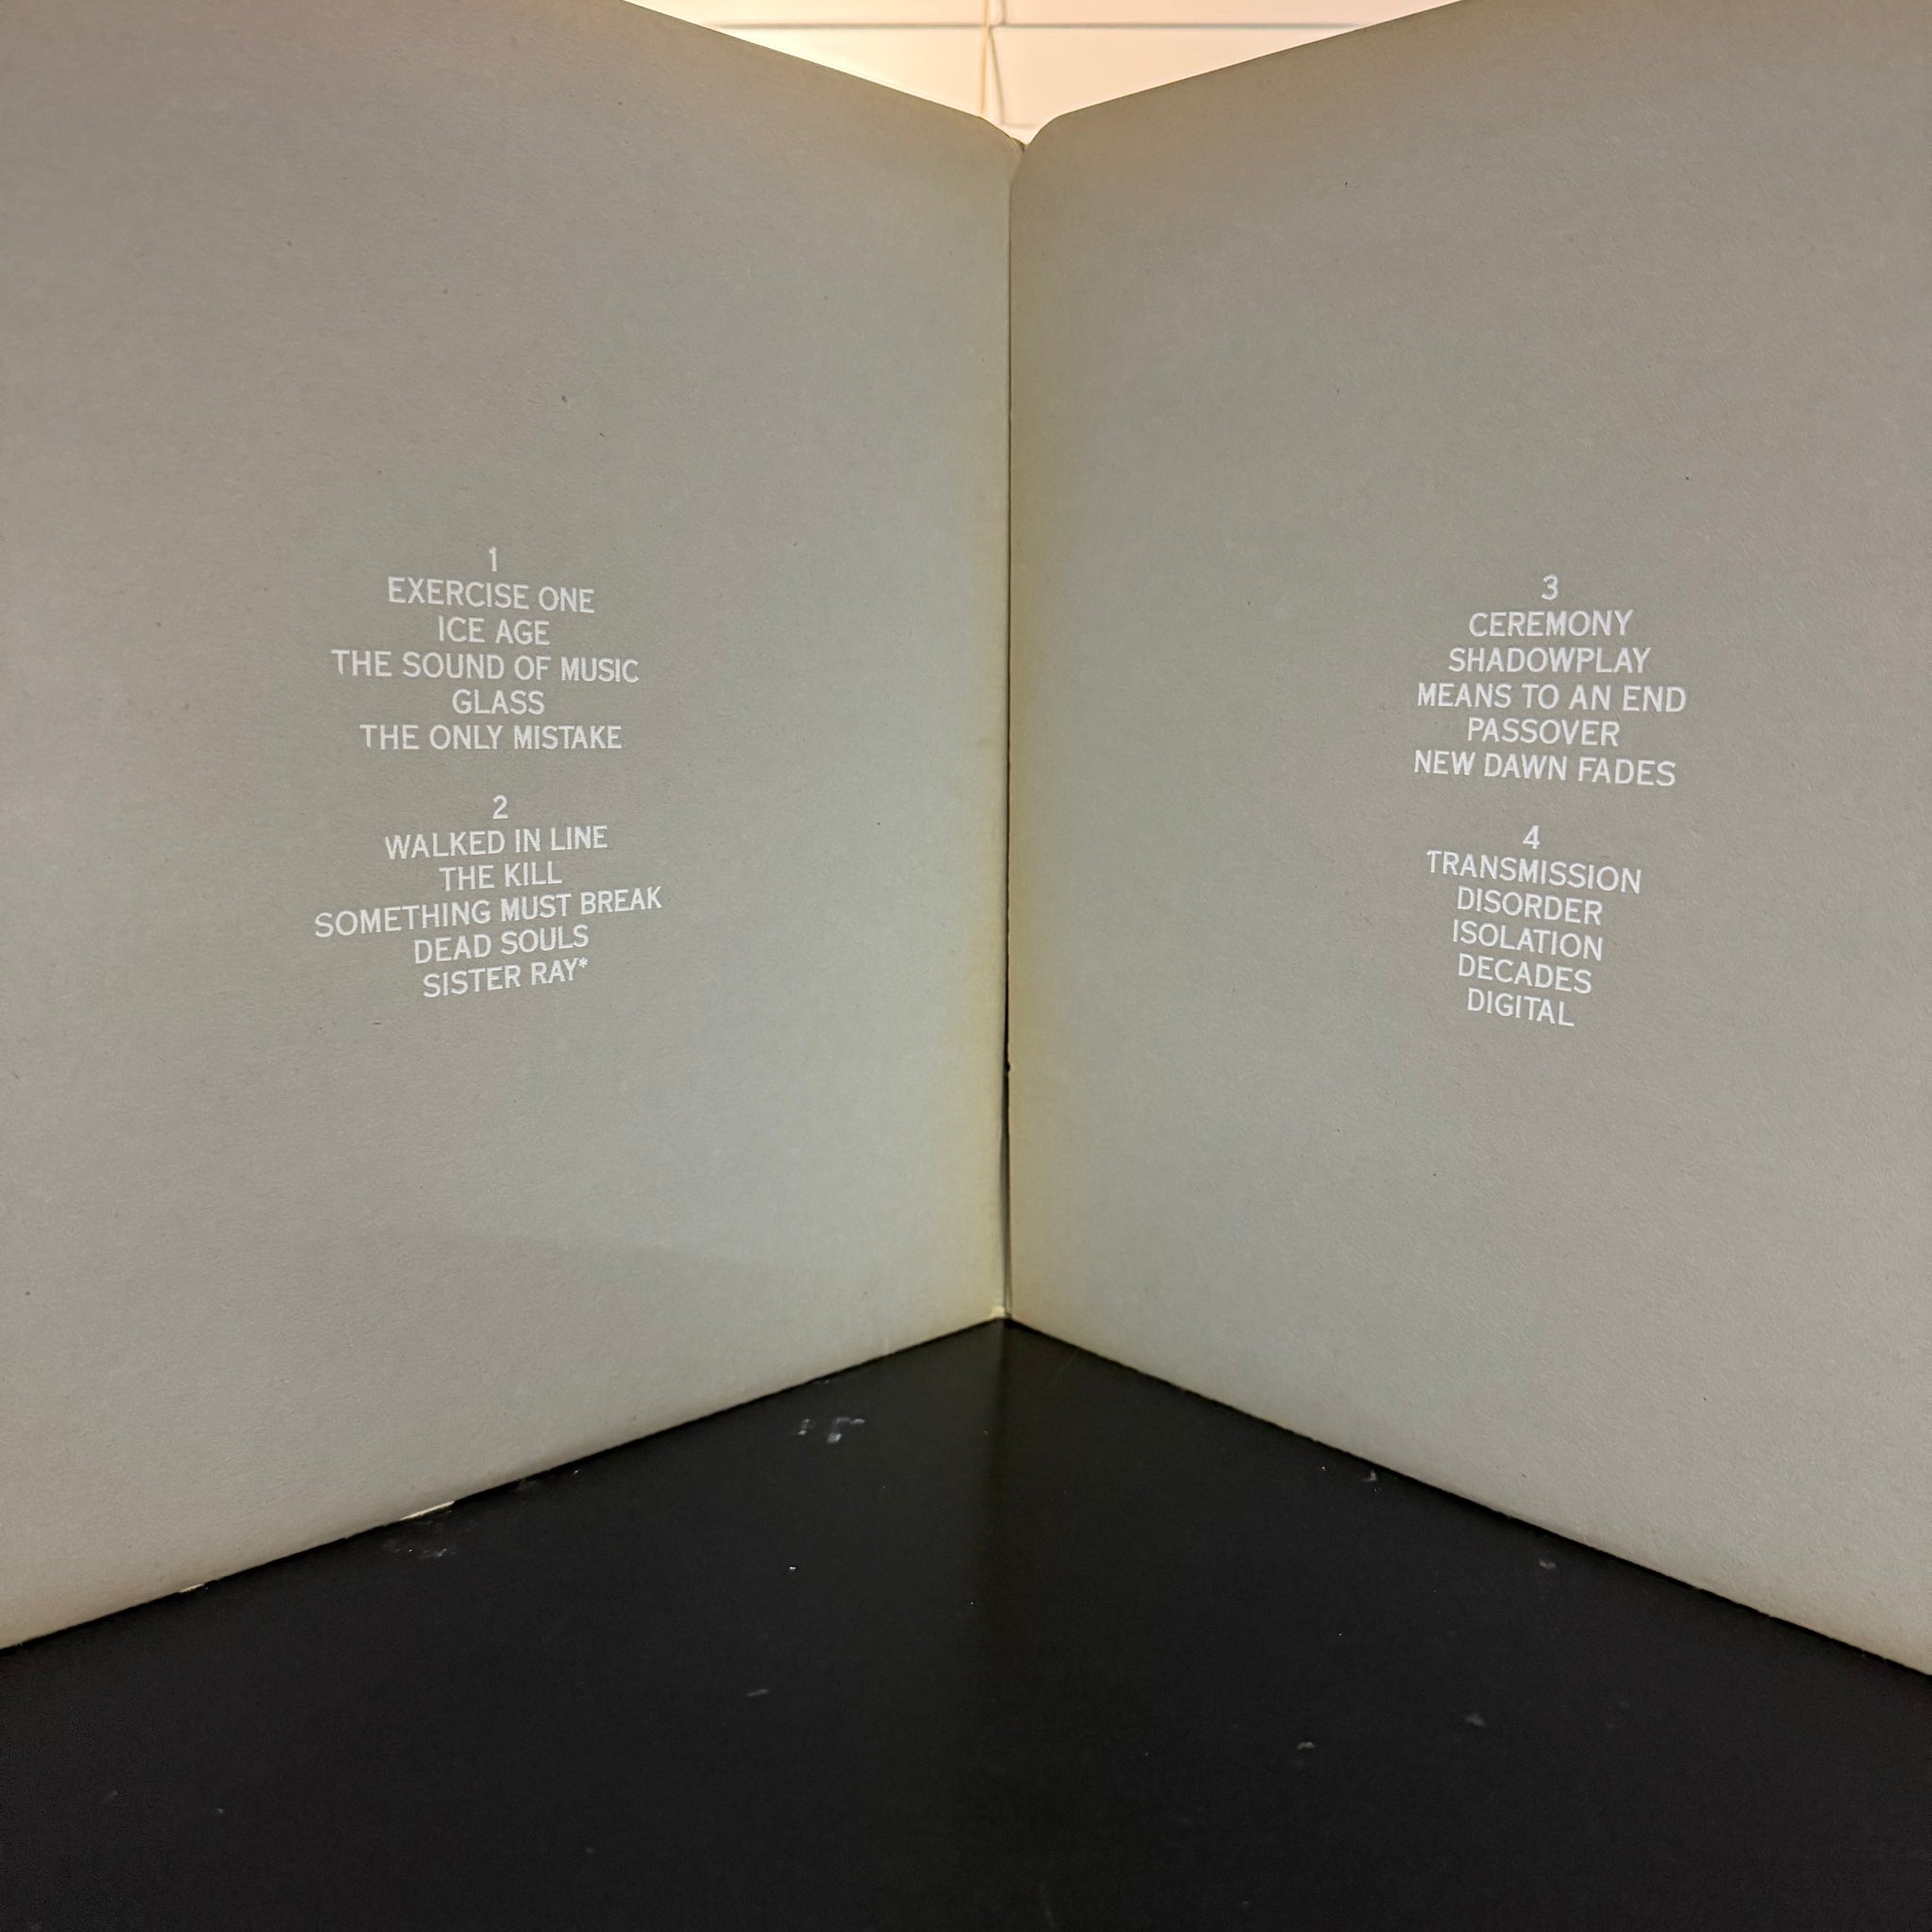 1
EXERCISE ONE
ICE AGE
THE SOUND OF MUSIC
GLASS
THE ONLY MISTAKE
2
WALKED IN LINE
THE KILL
SOMETHING MUST BREAK
DEAD SOULS
SISTER RAY*
3
CEREMONY
SHADOWPLAY
MEANS TO AN END
PASSOVER
NEW DAWN FADES
4
TRANSMISSION
DISORDER
ISOLATION
DECADES
DIGITAL